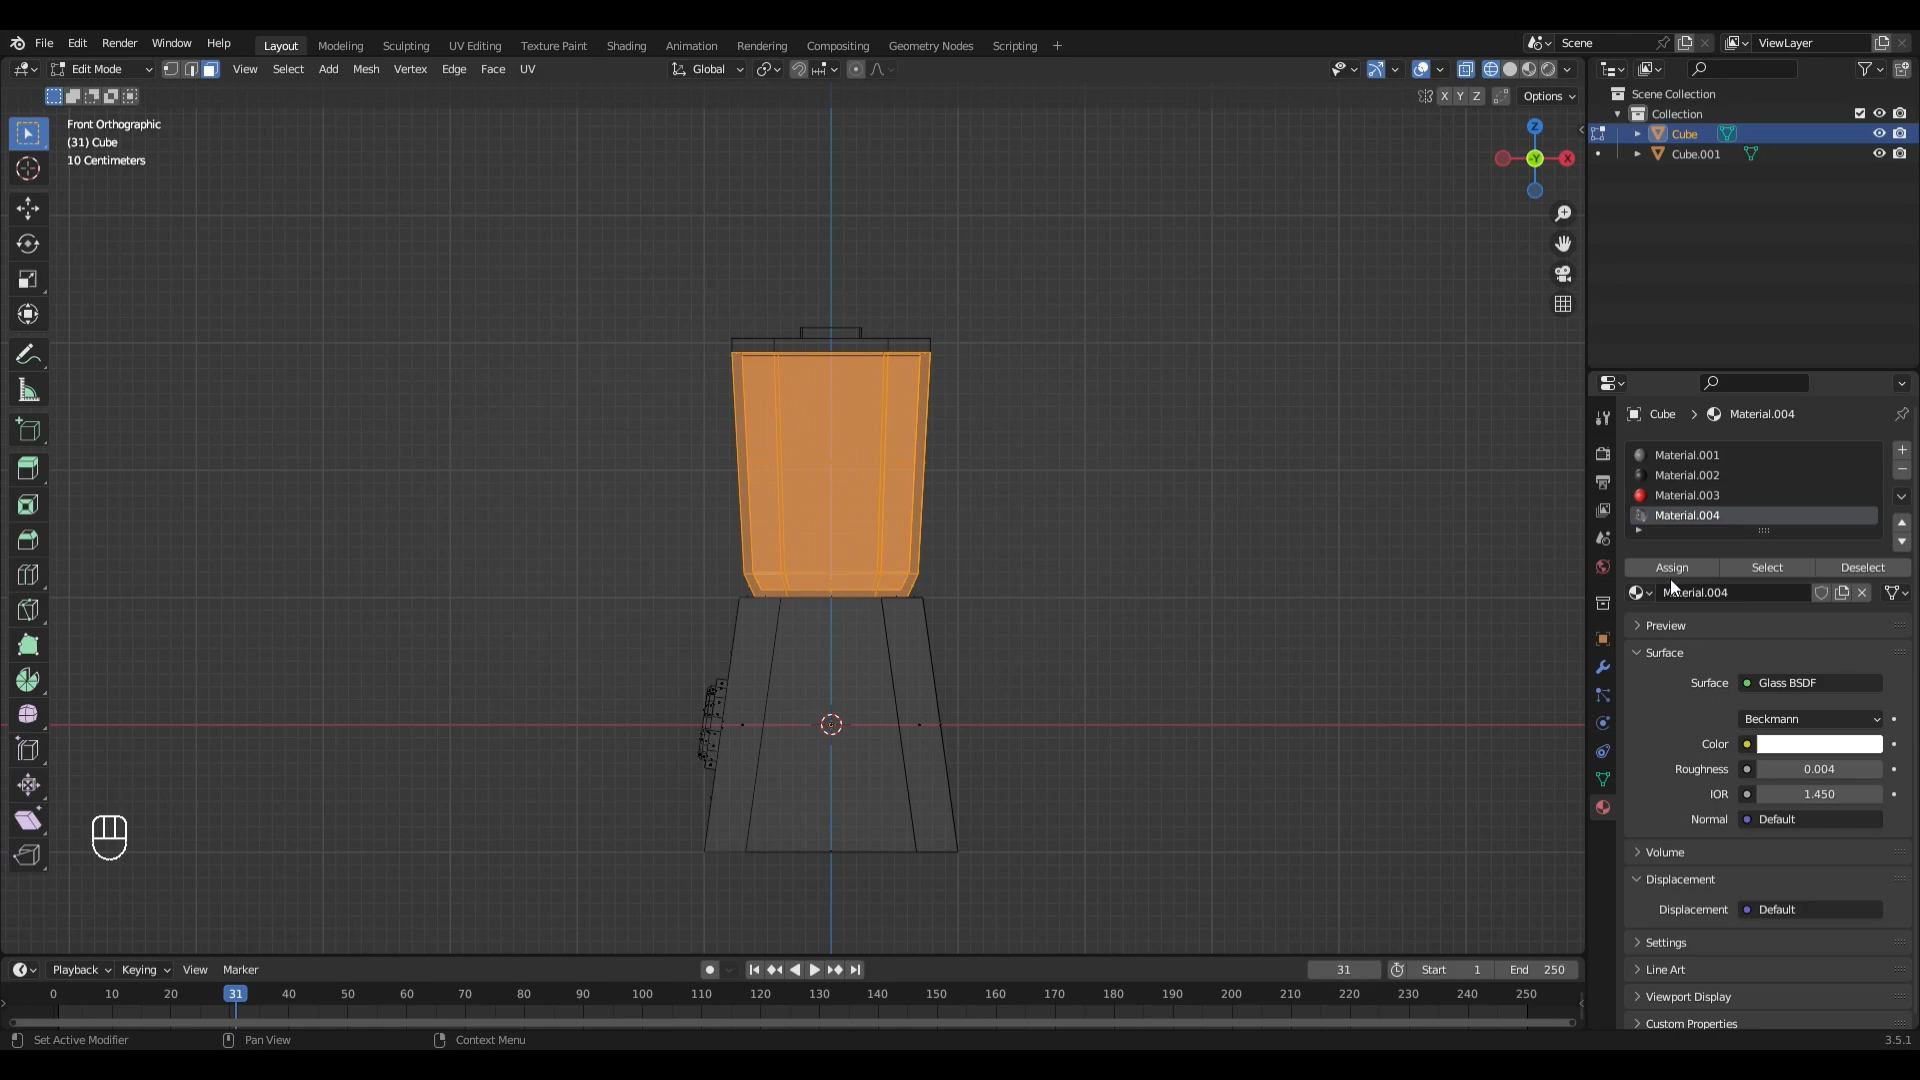 File Edit Render Window Help Layout Modeling Sculpting UV Editing Texture Paint Shading Animation Rendering Compositing Geometry Nodes Scripting + Scene ViewLayer
Edit Mode View Select Add Mesh Vertex Edge Face UV Global
X Y Z Options
Front Orthographic
(31) Cube
10 Centimeters
Z
-Y X
Scene Collection
Collection
Cube
Cube.001
Cube > Material.004
Material.001
Material.002
Material.003
Material.004
Assign Select Deselect
Material.004
Preview
Surface
Surface Glass BSDF
Beckmann
Color
Roughness 0.004
IOR 1.450
Normal Default
Volume
Displacement
Displacement Default
Settings
Line Art
Viewport Display
Custom Properties
Playback Keying View Marker 31 Start 1 End 250
0 10 20 31 40 50 60 70 80 90 100 110 120 130 140 150 160 170 180 190 200 210 220 230 240 250
Set Active Modifier Pan View Context Menu 3.5.1